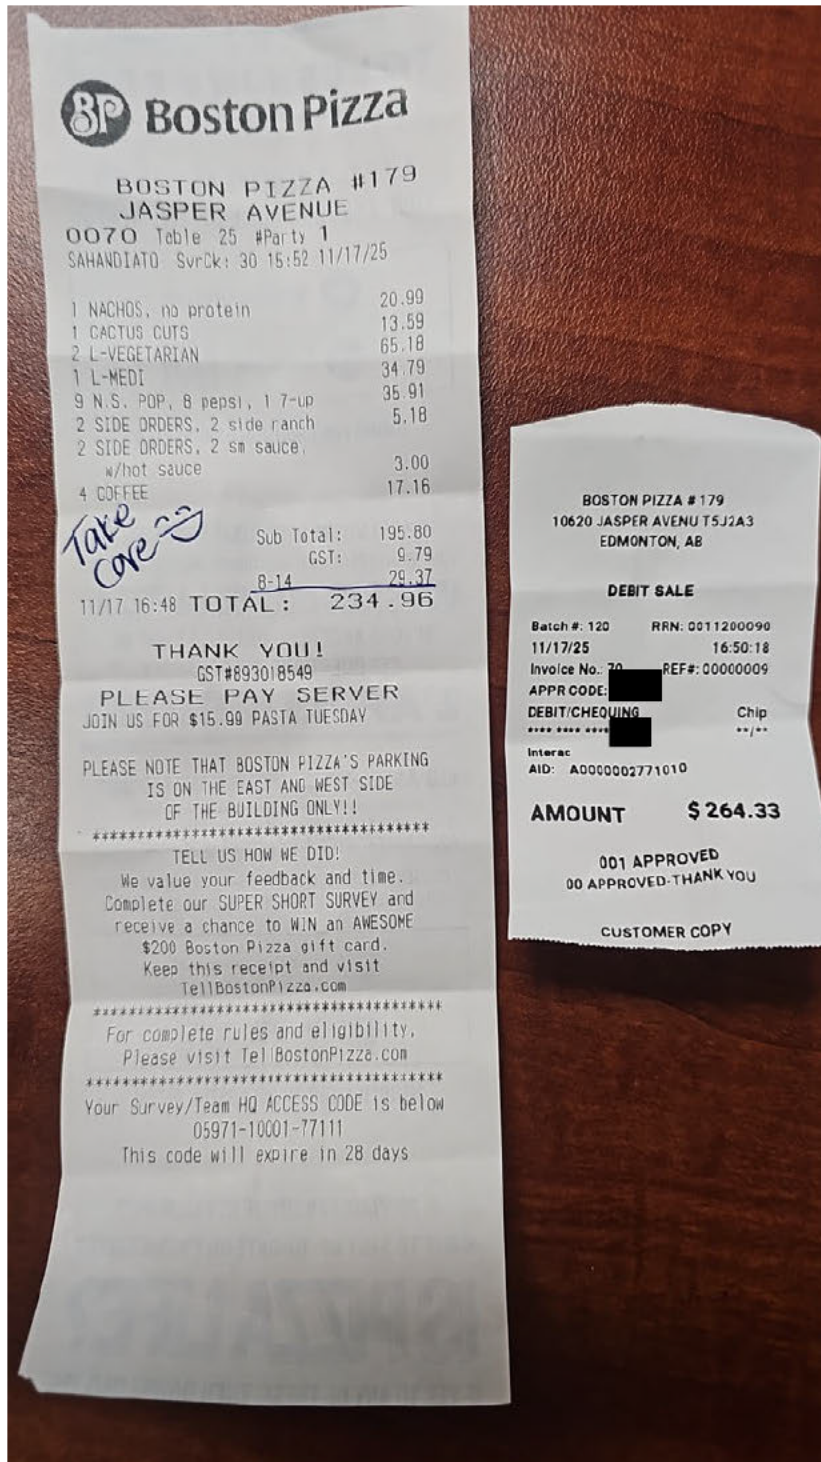 BP Boston Pizza
BOSTON PIZZA #179
JASPER AVENUE
0070 Table 25 #Party 1
SAHANDIATO SvrCk: 30 15:52 11/17/25
1 NACHOS, no protein 20.99
1 CACTUS CUTS 13.59
2 L-VEGETARIAN 65.18
1 L-MEDI 34.79
9 N.S. POP, 8 pepsi, 1 7-up 35.91
2 SIDE ORDERS, 2 side ranch 5.18
2 SIDE ORDERS, 2 sm sauce,
w/hot sauce 3.00
4 COFFEE 17.16
Take
Care
Sub Total: 195.80
GST: 9.79
8-14 29.37
11/17 16:48 TOTAL: 234.96
THANK YOU!
GST#893018549
PLEASE PAY SERVER
JOIN US FOR $15.99 PASTA TUESDAY
PLEASE NOTE THAT BOSTON PIZZA'S PARKING
IS ON THE EAST AND WEST SIDE
OF THE BUILDING ONLY!!
****************************************
TELL US HOW WE DID!
We value your feedback and time.
Complete our SUPER SHORT SURVEY and
receive a chance to WIN an AWESOME
$200 Boston Pizza gift card.
Keep this receipt and visit
TellBostonPizza.com
****************************************
For complete rules and eligibility,
Please visit TellBostonPizza.com
****************************************
Your Survey/Team HQ ACCESS CODE is below
05971-10001-77111
This code will expire in 28 days
BOSTON PIZZA # 179
10620 JASPER AVENU T5J2A3
EDMONTON, AB
DEBIT SALE
Batch #: 120 RRN: 0011200090
11/17/25 16:50:18
Invoice No.: 70 REF#: 00000009
APPR CODE:
DEBIT/CHEQUING Chip
**** **** **** **/**
Interac
AID: A0000002771010
AMOUNT $ 264.33
001 APPROVED
00 APPROVED-THANK YOU
CUSTOMER COPY